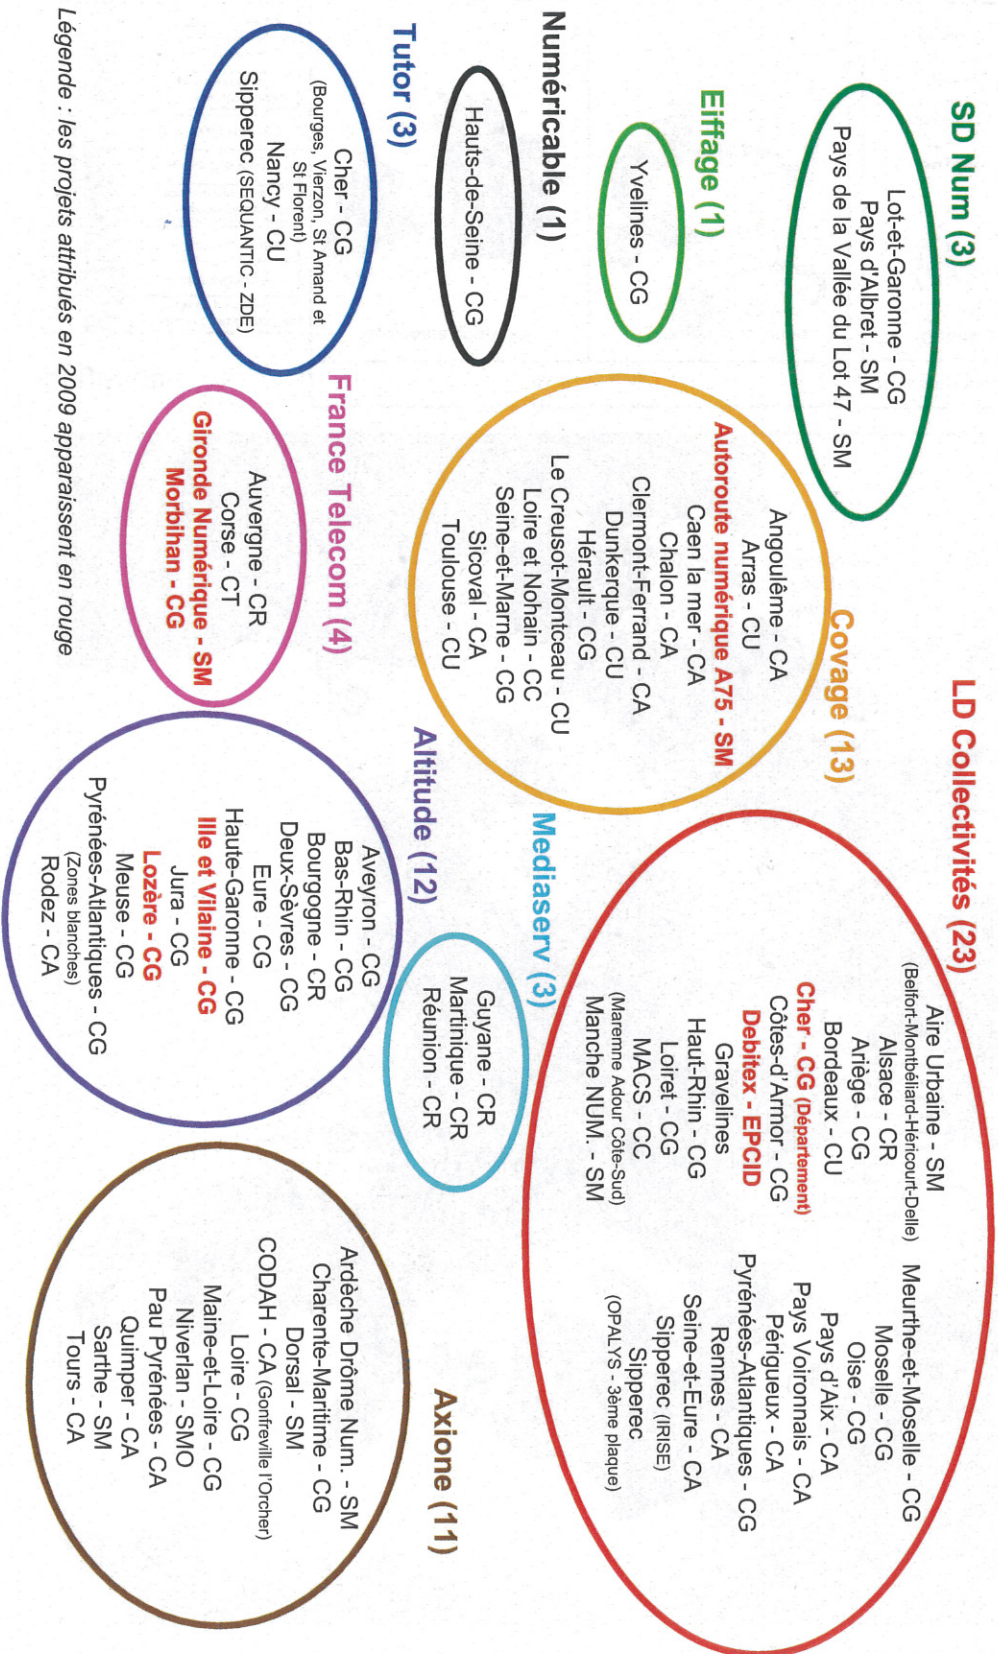 SD Num (3)
Lot-et-Garonne - CG
Pays d'Albret - SM
Pays de la Vallée du Lot 47 - SM
LD Collectivités (23)
Aire Urbaine - SM
(Belfort-Montbéliard-Héricourt-Delle)
Alsace - CR
Ariège - CG
Bordeaux - CU
Cher - CG (Département)
Côtes-d'Armor - CG
Debitex - EPCID
Gravelines
Haut-Rhin - CG
Loiret - CG
MACS - CC
(Maremne Adour Côte-Sud)
Manche NUM. - SM
Meurthe-et-Moselle - CG
Moselle - CG
Oise - CG
Pays d'Aix - CA
Pays Voironnais - CA
Périgueux - CA
Pyrénées-Atlantiques - CG
Rennes - CA
Seine-et-Eure - CA
Sipperec (IRISE)
Sipperec
(OPALYS - 3ème plaque)
Eiffage (1)
Yvelines - CG
Covage (13)
Angoulême - CA
Arras - CU
Autoroute numérique A75 - SM
Caen la mer - CA
Chalon - CA
Clermont-Ferrand - CA
Dunkerque - CU
Hérault - CG
Le Creusot-Montceau - CU
Loire et Nohain - CC
Seine-et-Marne - CG
Sicoval - CA
Toulouse - CU
Numéricable (1)
Hauts-de-Seine - CG
Mediaserv (3)
Guyane - CR
Martinique - CR
Réunion - CR
Tutor (3)
Cher - CG
(Bourges, Vierzon, St Amand et
St Florent)
Nancy - CU
Sipperec (SEQUANTIC - ZDE)
France Telecom (4)
Auvergne - CR
Corse - CT
Gironde Numérique - SM
Morbihan - CG
Altitude (12)
Aveyron - CG
Bas-Rhin - CG
Bourgogne - CR
Deux-Sèvres - CG
Eure - CG
Haute-Garonne - CG
Ille et Vilaine - CG
Jura - CG
Lozère - CG
Meuse - CG
Pyrénées-Atlantiques - CG
(Zones blanches)
Rodez - CA
Axione (11)
Ardèche Drôme Num. - SM
Charente-Maritime - CG
Dorsal - SM
CODAH - CA (Gonfreville l'Orcher)
Loire - CG
Maine-et-Loire - CG
Niverlan - SMO
Pau Pyrénées - CA
Quimper - CA
Sarthe - SM
Tours - CA
Légende : les projets attribués en 2009 apparaissent en rouge